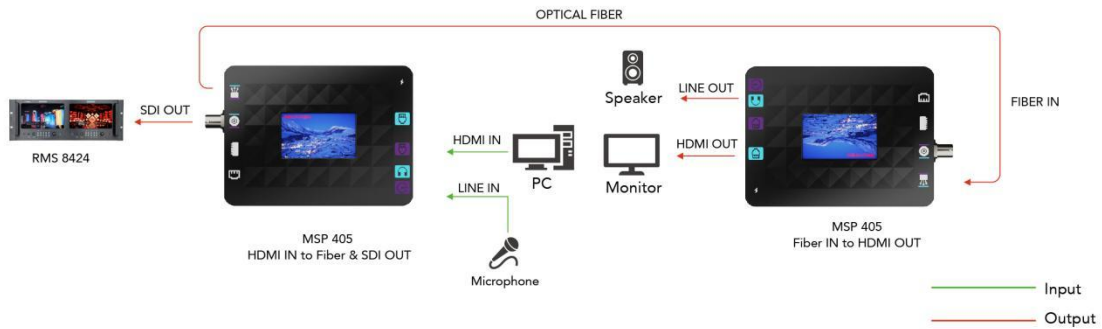 OPTICAL FIBER
SDI OUT
RMS 8424
HDMI IN
PC
LINE IN
Microphone
MSP 405
HDMI IN to Fiber & SDI OUT
Speaker
LINE OUT
HDMI OUT
Monitor
FIBER IN
MSP 405
Fiber IN to HDMI OUT
Input
Output